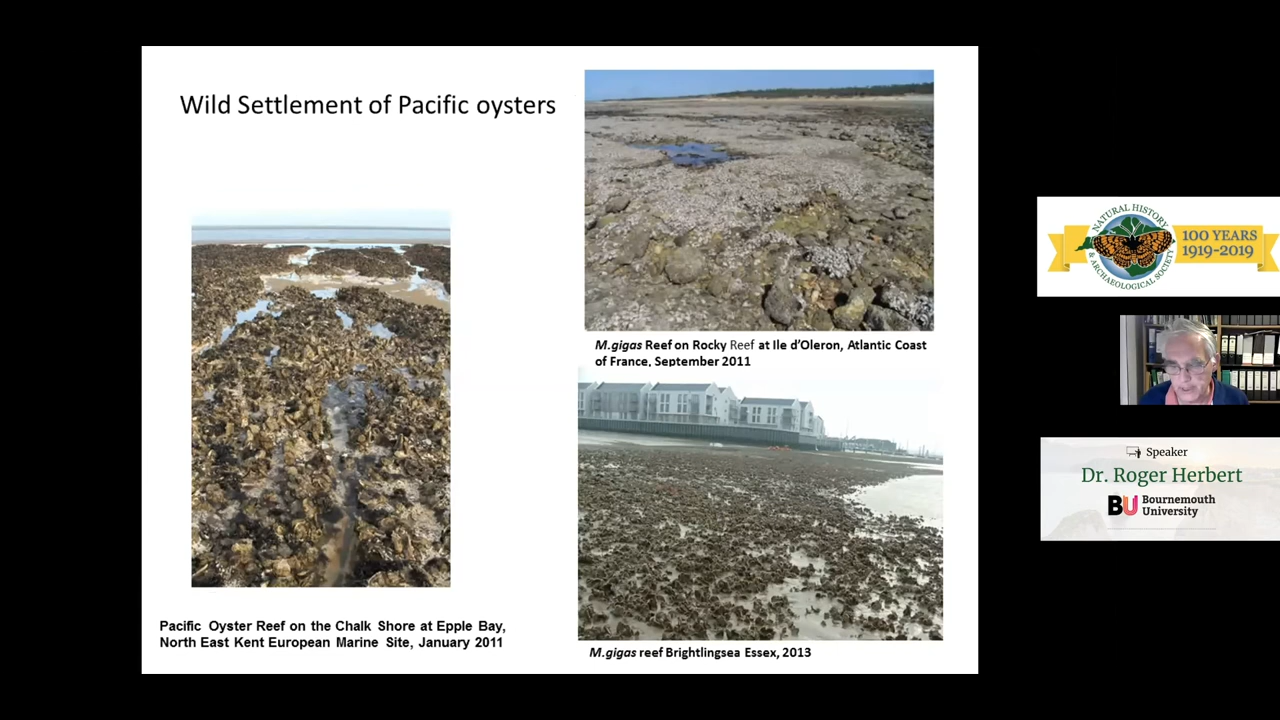 Wild Settlement of Pacific oysters
M.gigas Reef on Rocky Reef at Ile d'Oleron, Atlantic Coast
of France, September 2011
Pacific Oyster Reef on the Chalk Shore at Epple Bay,
North East Kent European Marine Site, January 2011
M.gigas reef Brightlingsea Essex, 2013
NATURAL HISTORY
& ARCHAEOLOGICAL SOCIETY
100 YEARS
1919-2019
Speaker
Dr. Roger Herbert
BU Bournemouth
University